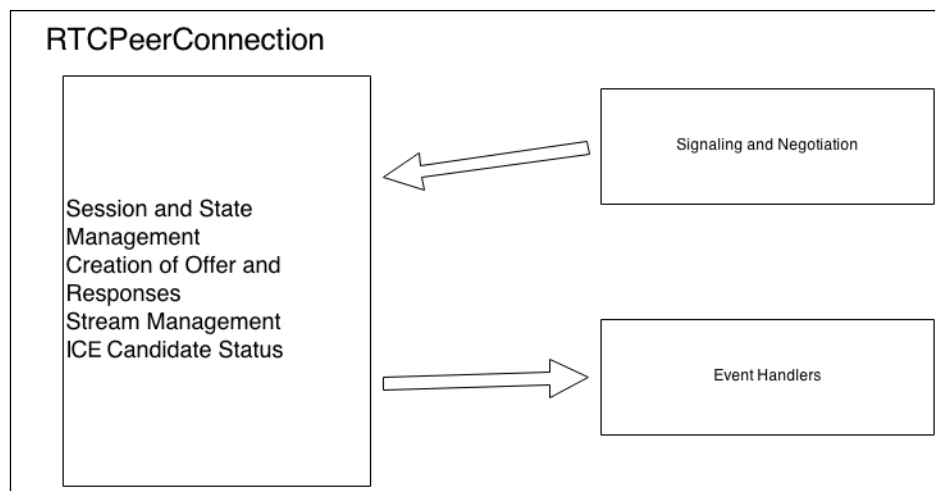 RTCPeerConnection
Session and State
Management
Creation of Offer and
Responses
Stream Management
ICE Candidate Status
Signaling and Negotiation
Event Handlers